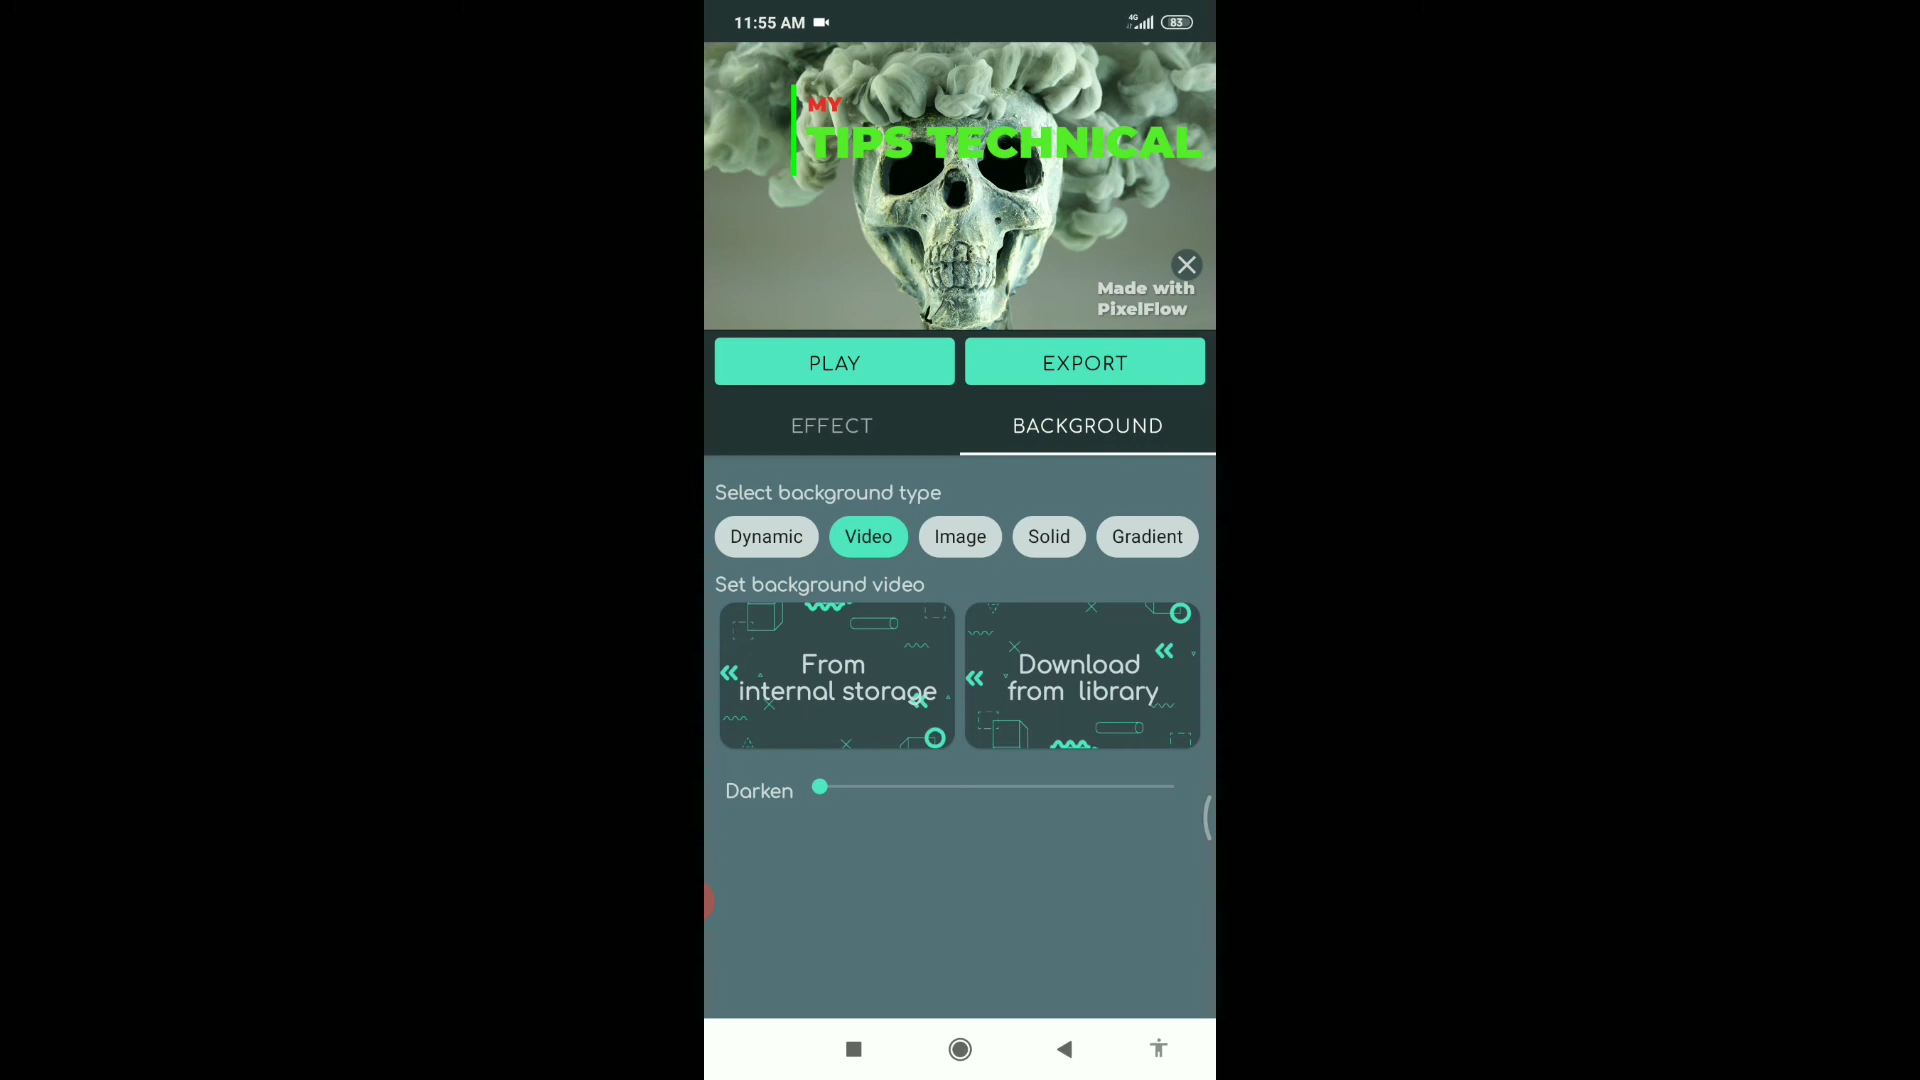 11:55 AM
4G
83
MY
TIPS TECHNICAL
Made with
PixelFlow
PLAY
EXPORT
EFFECT
BACKGROUND
Select background type
Dynamic
Video
Image
Solid
Gradient
Set background video
From
internal storage
Download
from library
Darken